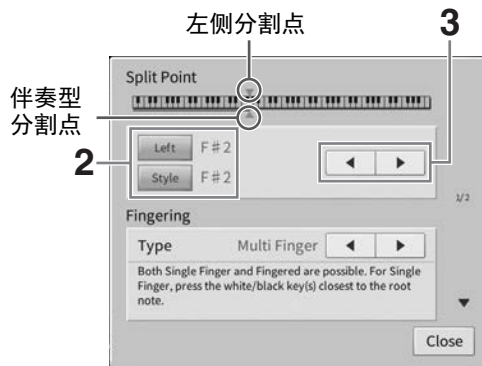 左侧分割点
3
Split Point
伴奏型
分割点
2
Left F#2
Style F#2
1/2
Fingering
Type Multi Finger
Both Single Finger and Fingered are possible. For Single
Finger, press the white/black key(s) closest to the root
note.
Close